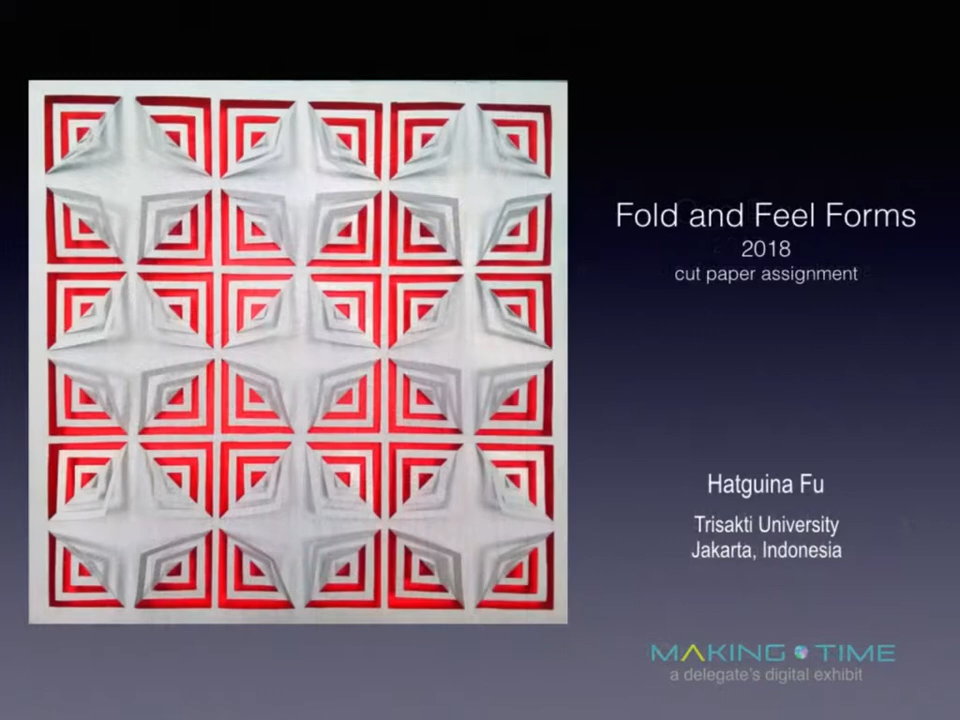 Fold and Feel Forms
2018
cut paper assignment
Hatguina Fu
Trisakti University
Jakarta, Indonesia
MAKING TIME
a delegate's digital exhibit